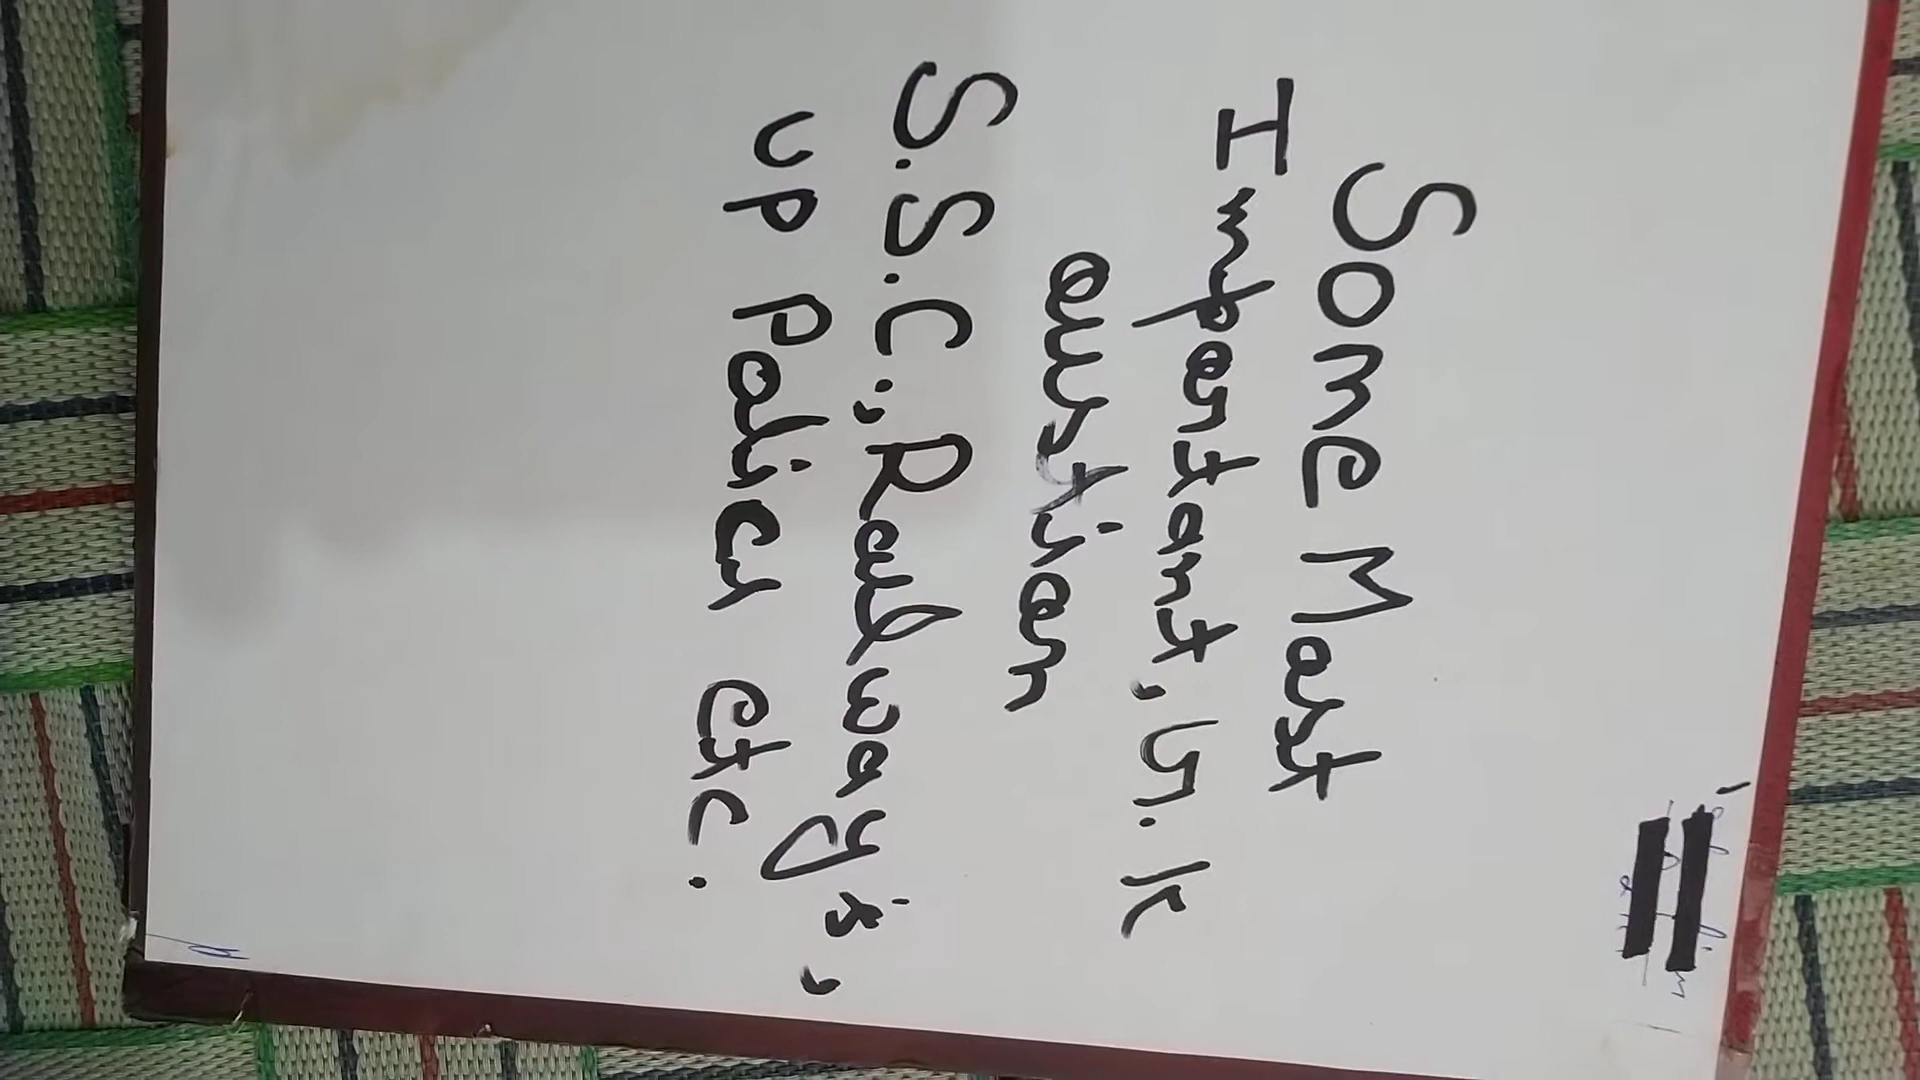 Some Most
Important, G.K
Question
S.S.C., Railway's,
UP Police etc.